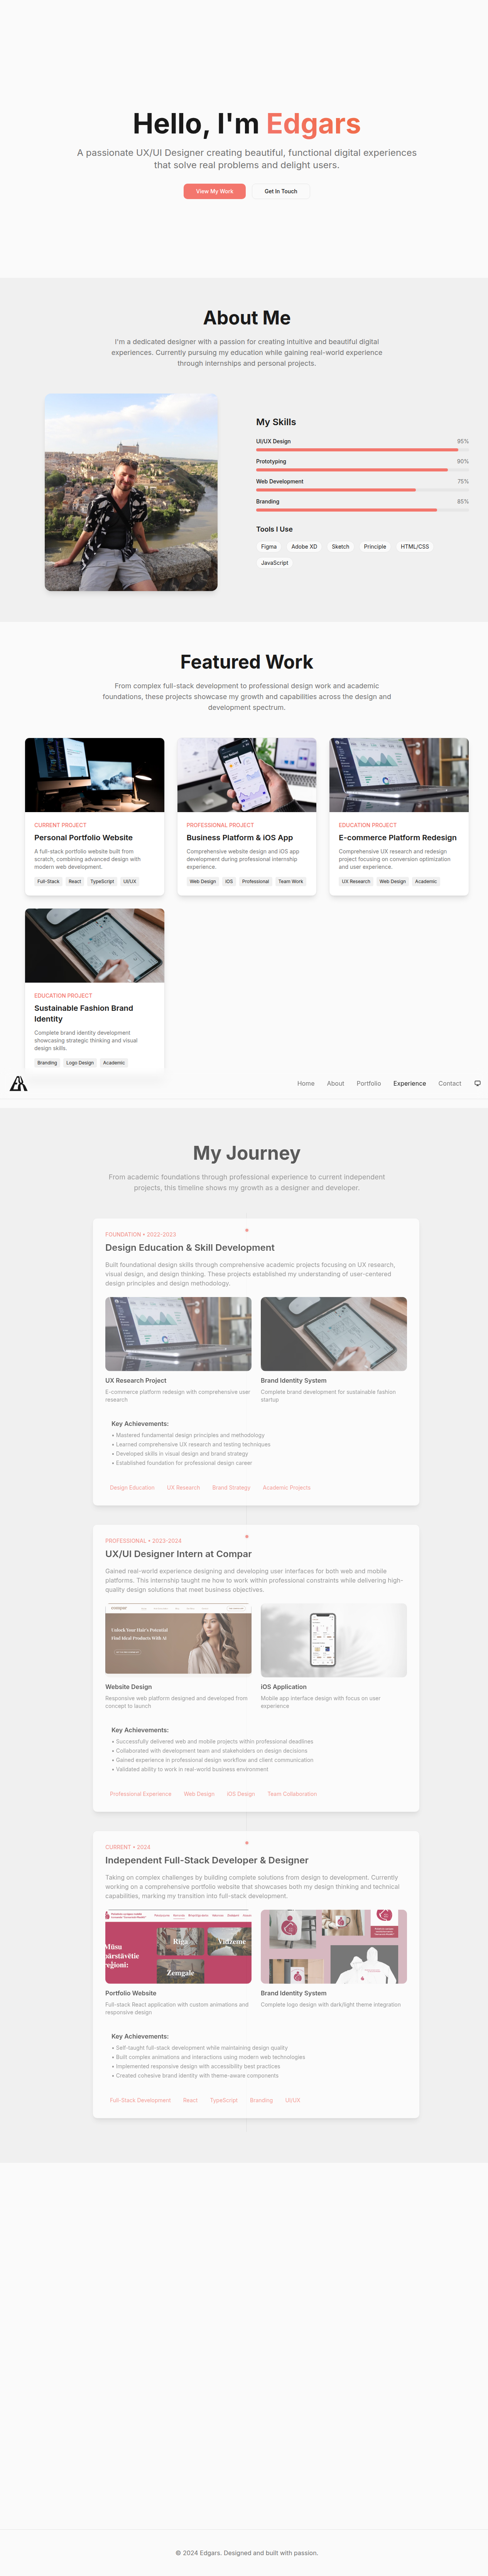 Hello, I'm Edgars
A passionate UX/UI Designer creating beautiful, functional digital experiences
that solve real problems and delight users.
View My Work
Get In Touch
About Me
I'm a dedicated designer with a passion for creating intuitive and beautiful digital
experiences. Currently pursuing my education while gaining real-world experience
through internships and personal projects.
My Skills
UI/UX Design 95%
Prototyping 90%
Web Development 75%
Branding 85%
Tools I Use
Figma
Adobe XD
Sketch
Principle
HTML/CSS
JavaScript
Featured Work
From complex full-stack development to professional design work and academic
foundations, these projects showcase my growth and capabilities across the design and
development spectrum.
CURRENT PROJECT
Personal Portfolio Website
A full-stack portfolio website built from
scratch, combining advanced design with
modern web development.
Full-Stack
React
TypeScript
UI/UX
PROFESSIONAL PROJECT
Business Platform & iOS App
Comprehensive website design and iOS app
development during professional internship
experience.
Web Design
iOS
Professional
Team Work
EDUCATION PROJECT
E-commerce Platform Redesign
Comprehensive UX research and redesign
project focusing on conversion optimization
and user experience.
UX Research
Web Design
Academic
EDUCATION PROJECT
Sustainable Fashion Brand
Identity
Complete brand identity development
showcasing strategic thinking and visual
design skills.
Branding
Logo Design
Academic
Home
About
Portfolio
Experience
Contact
My Journey
From academic foundations through professional experience to current independent
projects, this timeline shows my growth as a designer and developer.
FOUNDATION • 2022-2023
Design Education & Skill Development
Built foundational design skills through comprehensive academic projects focusing on UX research,
visual design, and design thinking. These projects established my understanding of user-centered
design principles and design methodology.
UX Research Project
E-commerce platform redesign with comprehensive user
research
Brand Identity System
Complete brand development for sustainable fashion
startup
Key Achievements:
• Mastered fundamental design principles and methodology
• Learned comprehensive UX research and testing techniques
• Developed skills in visual design and brand strategy
• Established foundation for professional design career
Design Education
UX Research
Brand Strategy
Academic Projects
PROFESSIONAL • 2023-2024
UX/UI Designer Intern at Compar
Gained real-world experience designing and developing user interfaces for both web and mobile
platforms. This internship taught me how to work within professional constraints while delivering high-
quality design solutions that meet business objectives.
Unlock Your Hair's Potential
Find Ideal Products With AI
Website Design
Responsive web platform designed and developed from
concept to launch
iOS Application
Mobile app interface design with focus on user
experience
Key Achievements:
• Successfully delivered web and mobile projects within professional deadlines
• Collaborated with development team and stakeholders on design decisions
• Gained experience in professional design workflow and client communication
• Validated ability to work in real-world business environment
Professional Experience
Web Design
iOS Design
Team Collaboration
CURRENT • 2024
Independent Full-Stack Developer & Designer
Taking on complex challenges by building complete solutions from design to development. Currently
working on a comprehensive portfolio website that showcases both my design thinking and technical
capabilities, marking my transition into full-stack development.
Mūsu
pārstāvētie
reģioni:
Rīga
Vidzeme
Zemgale
Portfolio Website
Full-stack React application with custom animations and
responsive design
Brand Identity System
Complete logo design with dark/light theme integration
Key Achievements:
• Self-taught full-stack development while maintaining design quality
• Built complex animations and interactions using modern web technologies
• Implemented responsive design with accessibility best practices
• Created cohesive brand identity with theme-aware components
Full-Stack Development
React
TypeScript
Branding
UI/UX
© 2024 Edgars. Designed and built with passion.